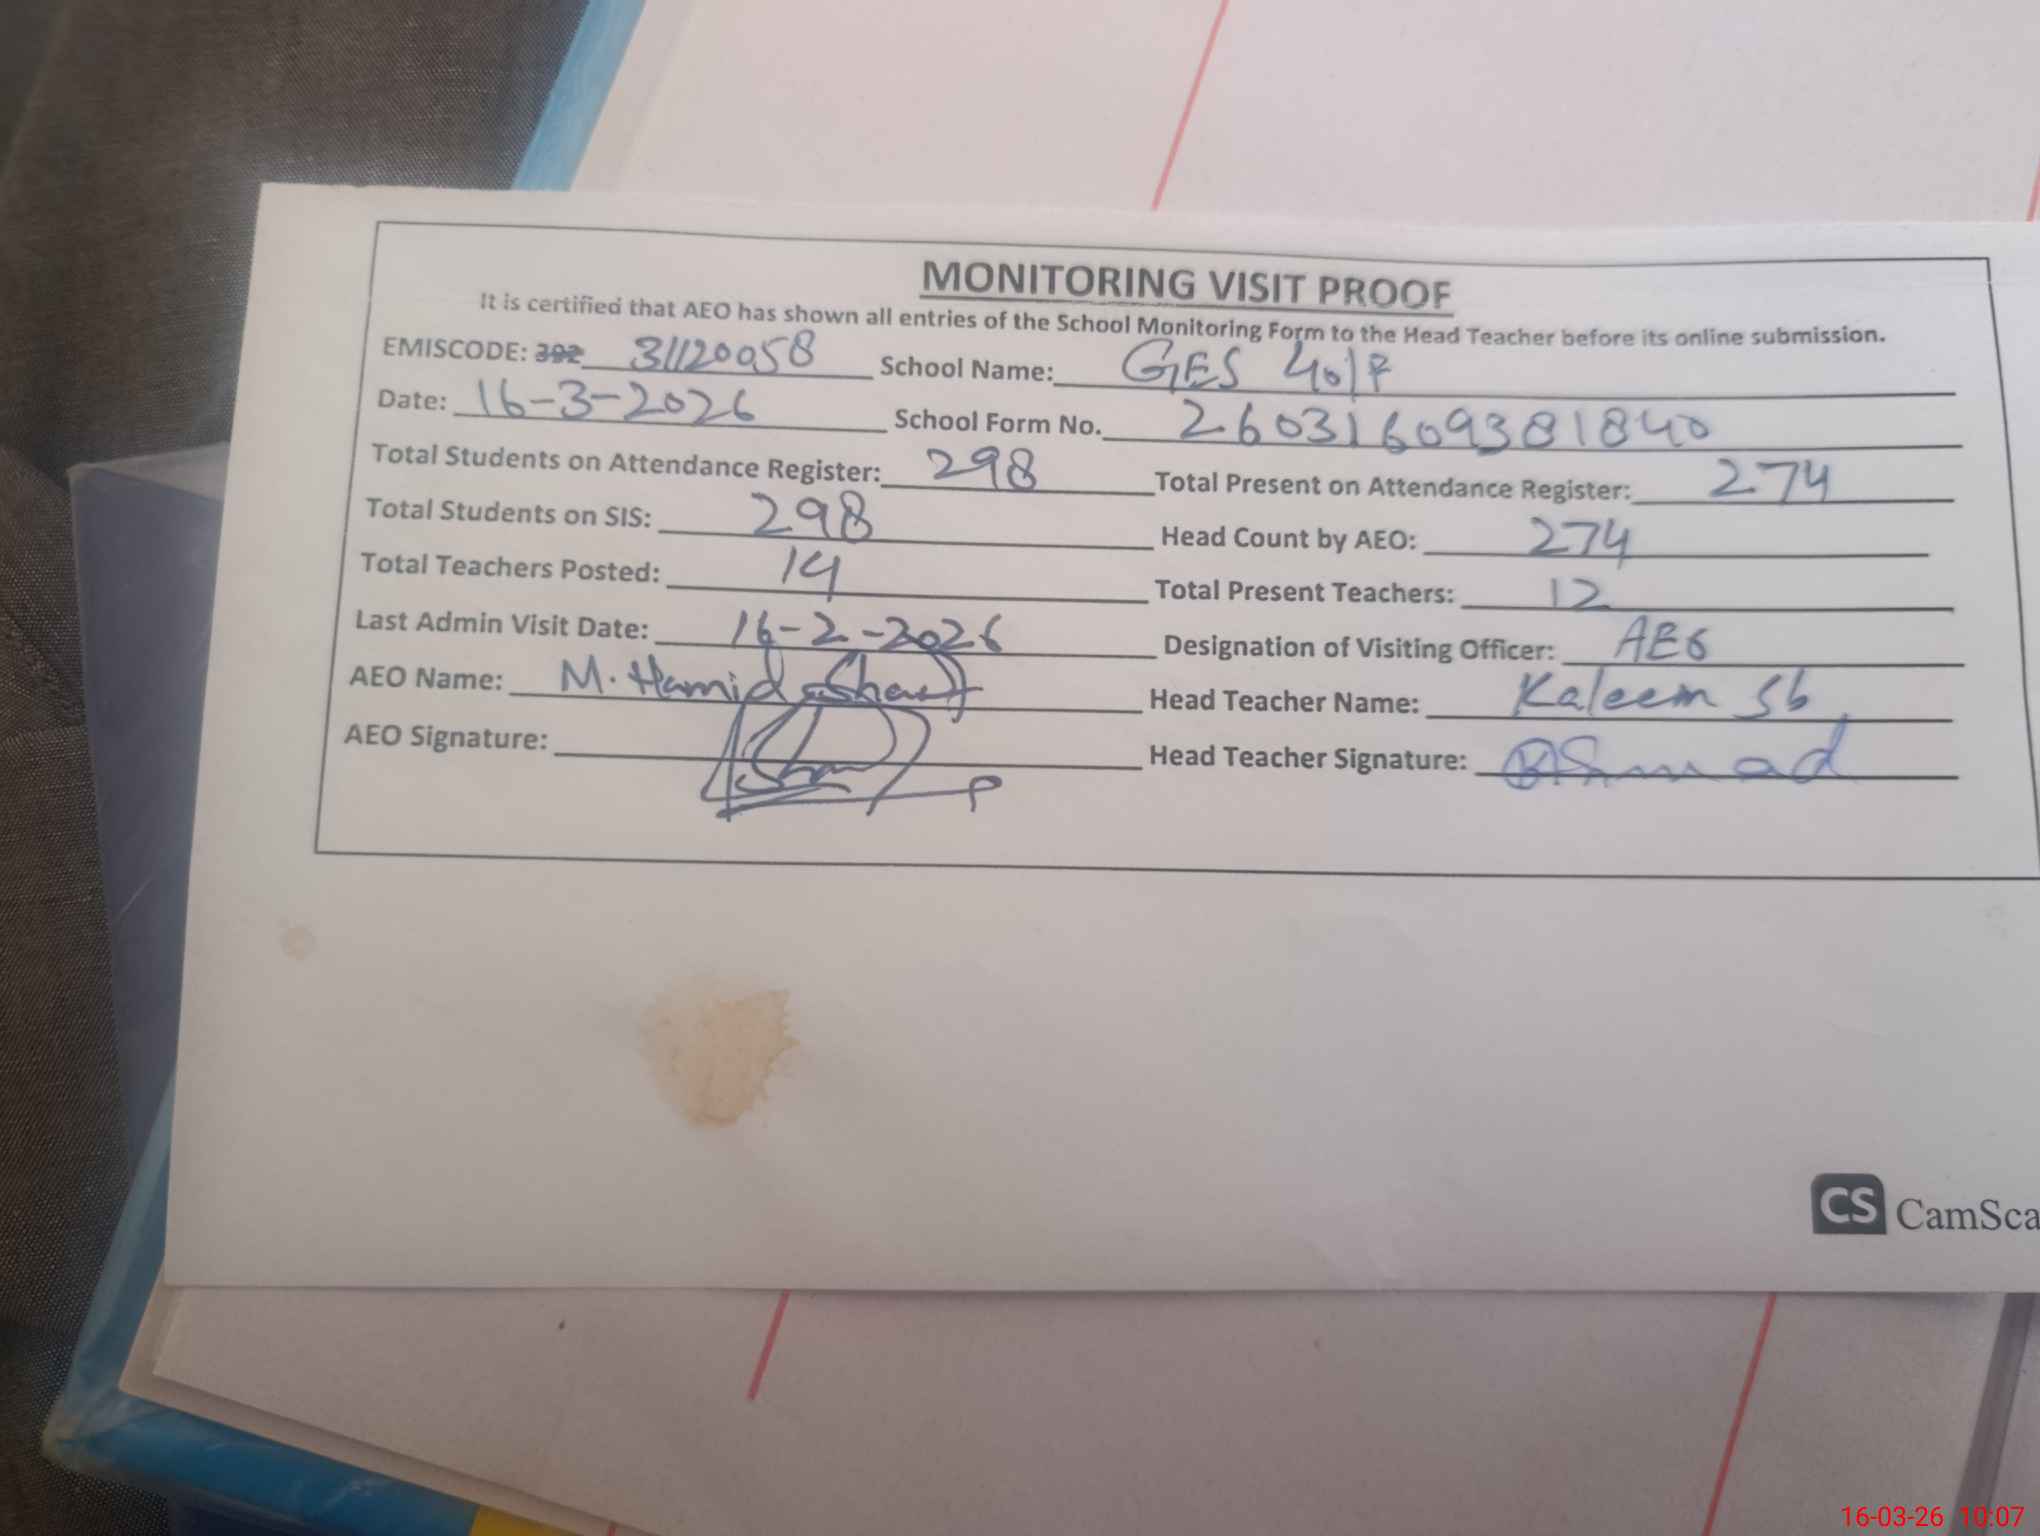 MONITORING VISIT PROOF
It is certified that AEO has shown all entries of the School Monitoring Form to the Head Teacher before its online submission.
EMISCODE: 31120058 School Name: GES 40/F
Date: 16-3-2026 School Form No. 26031609381840
Total Students on Attendance Register: 298 Total Present on Attendance Register: 274
Total Students on SIS: 298 Head Count by AEO: 274
Total Teachers Posted: 14 Total Present Teachers: 12
Last Admin Visit Date: 16-2-2026 Designation of Visiting Officer: AEO
AEO Name: M. Hamid Head Teacher Name: Kaleem Sb
AEO Signature: Head Teacher Signature:
CS CamSca
16-03-26 10:07